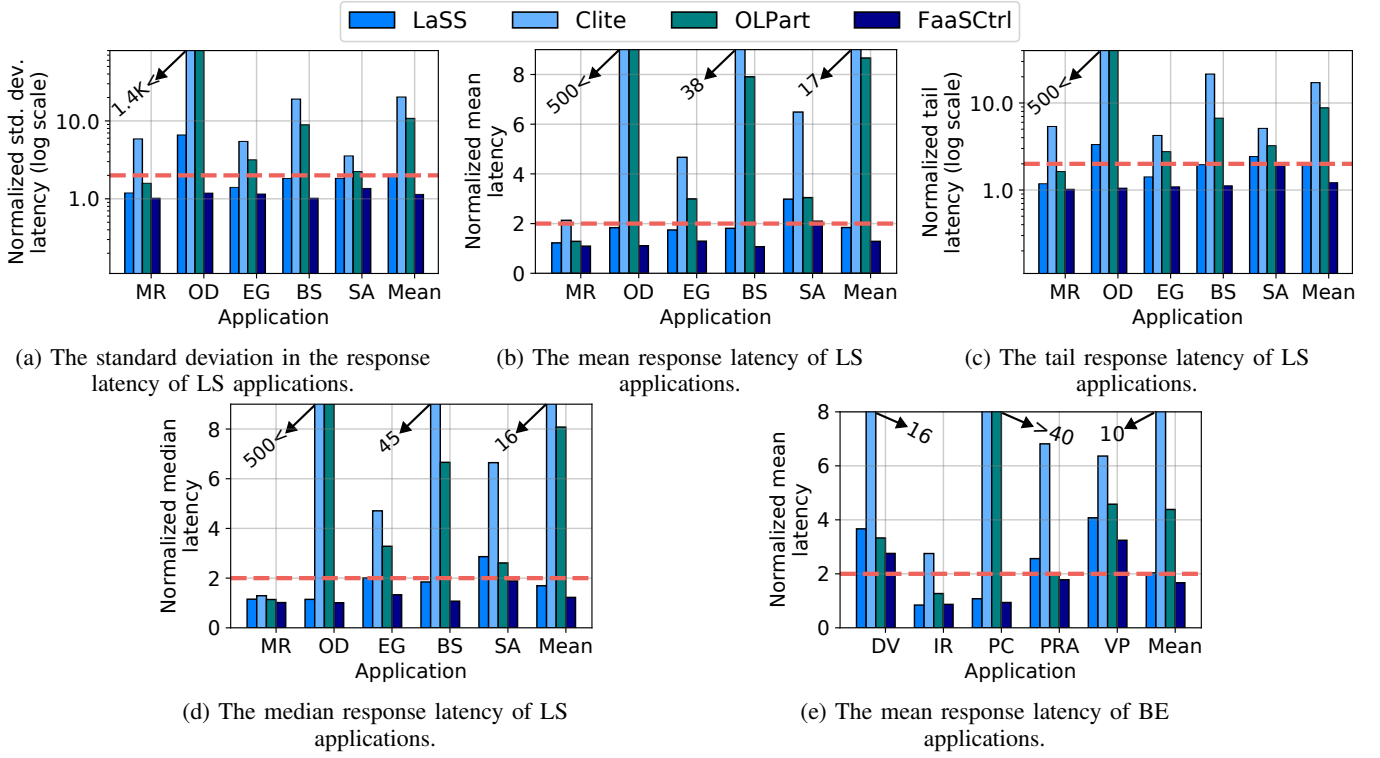 LaSS Clite OLPart FaaSCtrl
Normalized std. dev.
latency (log scale)
10.0
1.0
1.4K<
MR OD EG BS SA Mean
Application
(a) The standard deviation in the response
latency of LS applications.
Normalized mean
latency
8
6
4
2
0
500<
38
17
MR OD EG BS SA Mean
Application
(b) The mean response latency of LS
applications.
Normalized tail
latency (log scale)
10.0
1.0
500<
MR OD EG BS SA Mean
Application
(c) The tail response latency of LS
applications.
Normalized median
latency
8
6
4
2
0
500<
45
16
MR OD EG BS SA Mean
Application
(d) The median response latency of LS
applications.
Normalized mean
latency
8
6
4
2
0
16
>40
10
DV IR PC PRA VP Mean
Application
(e) The mean response latency of BE
applications.